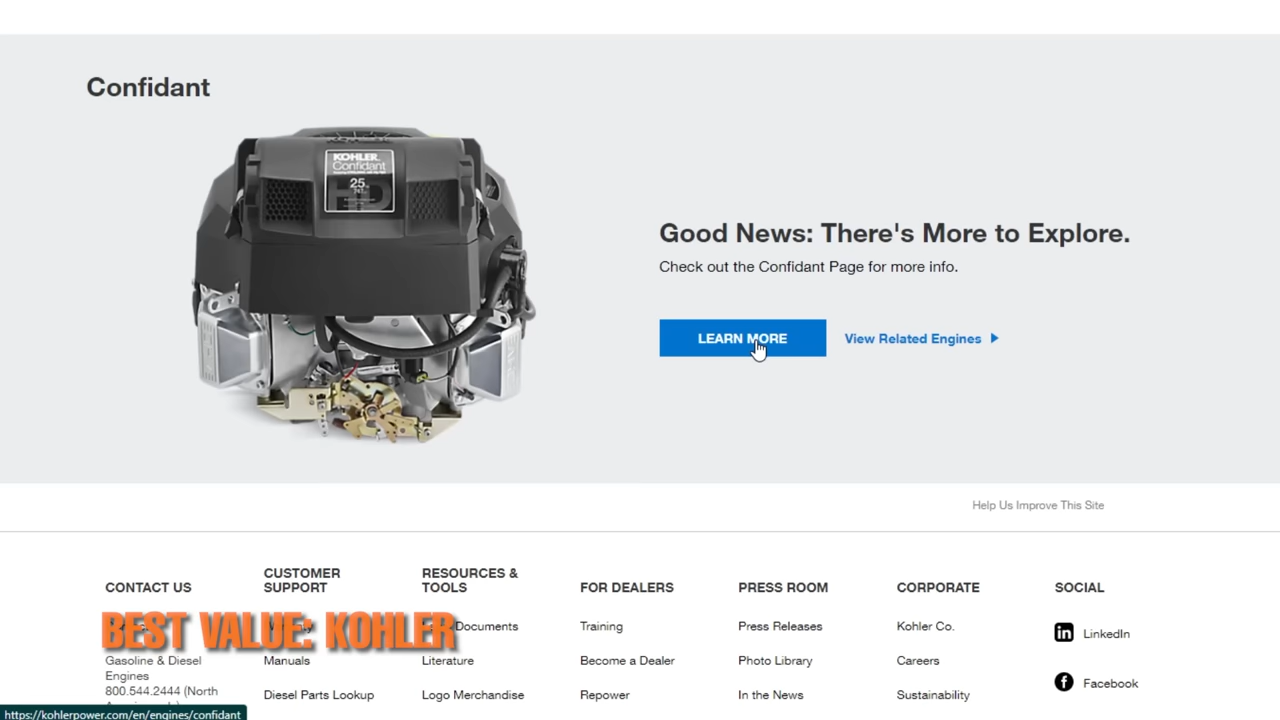 Confidant
KOHLER
Confidant
25
Good News: There's More to Explore.
Check out the Confidant Page for more info.
LEARN MORE
View Related Engines
Help Us Improve This Site
CONTACT US
CUSTOMER
SUPPORT
RESOURCES &
TOOLS
FOR DEALERS
PRESS ROOM
CORPORATE
SOCIAL
BEST VALUE: KOHLER
Documents
Training
Press Releases
Kohler Co.
LinkedIn
Gasoline & Diesel
Engines
800.544.2444 (North
Manuals
Literature
Become a Dealer
Photo Library
Careers
Facebook
Diesel Parts Lookup
Logo Merchandise
Repower
In the News
Sustainability
https://kohlerpower.com/en/engines/confidant